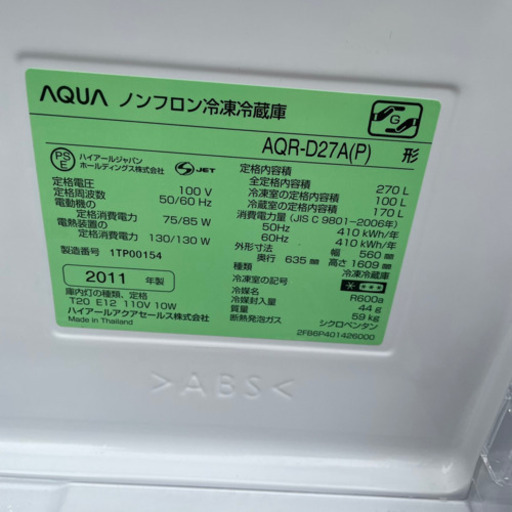 AQUA ノンフロン冷凍冷蔵庫
G
AQR-D27A(P) 形
PS E ハイアールジャパン
ホールディングス株式会社 S-JET
定格電圧 100 V
定格周波数 50/60 Hz
電動機の
定格消費電力 75/85 W
電熱装置の
定格消費電力 130/130 W
製造番号 1TP00154
2011 年製
庫内灯の種類、定格
T20 E12 110V 10W
ハイアールアクアセールス株式会社
Made in Thailand
定格内容積
全定格内容積 270 L
冷凍室の定格内容積 100 L
冷蔵室の定格内容積 170 L
消費電力量 (JIS C 9801-2006年)
50Hz 410 kWh/年
60Hz 410 kWh/年
外形寸法 幅 560 mm
奥行 635 mm 高さ 1609 mm
種類 冷凍冷蔵庫
冷凍室の記号
冷媒名 R600a
冷媒封入量 44 g
質量 59 kg
断熱発泡ガス シクロペンタン
2FB6P401426000
>ABS<